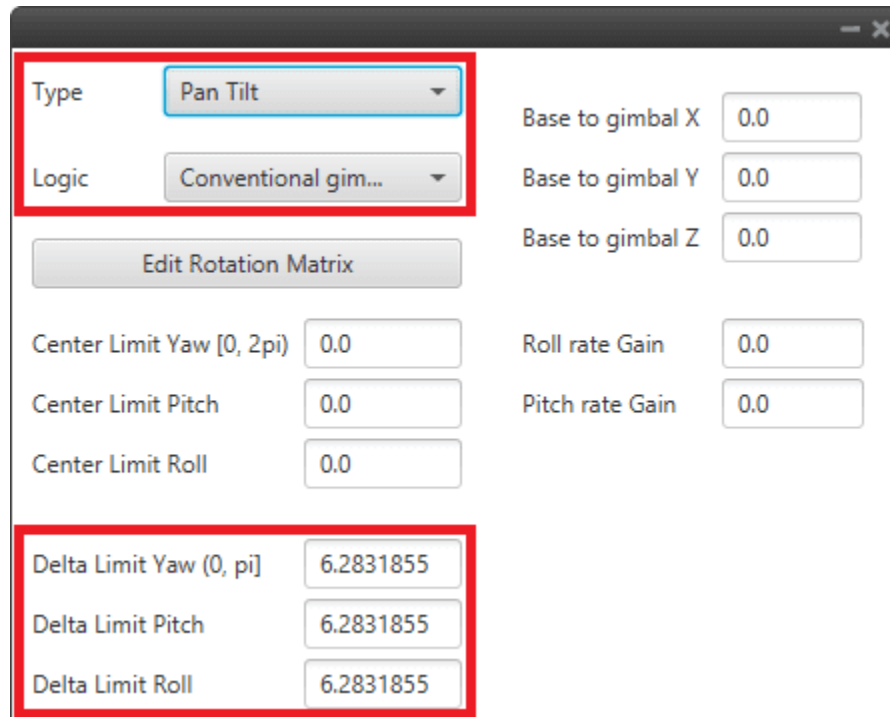 Type Pan Tilt
Logic Conventional gim...
Edit Rotation Matrix
Center Limit Yaw [0, 2pi) 0.0
Center Limit Pitch 0.0
Center Limit Roll 0.0
Delta Limit Yaw (0, pi] 6.2831855
Delta Limit Pitch 6.2831855
Delta Limit Roll 6.2831855
Base to gimbal X 0.0
Base to gimbal Y 0.0
Base to gimbal Z 0.0
Roll rate Gain 0.0
Pitch rate Gain 0.0